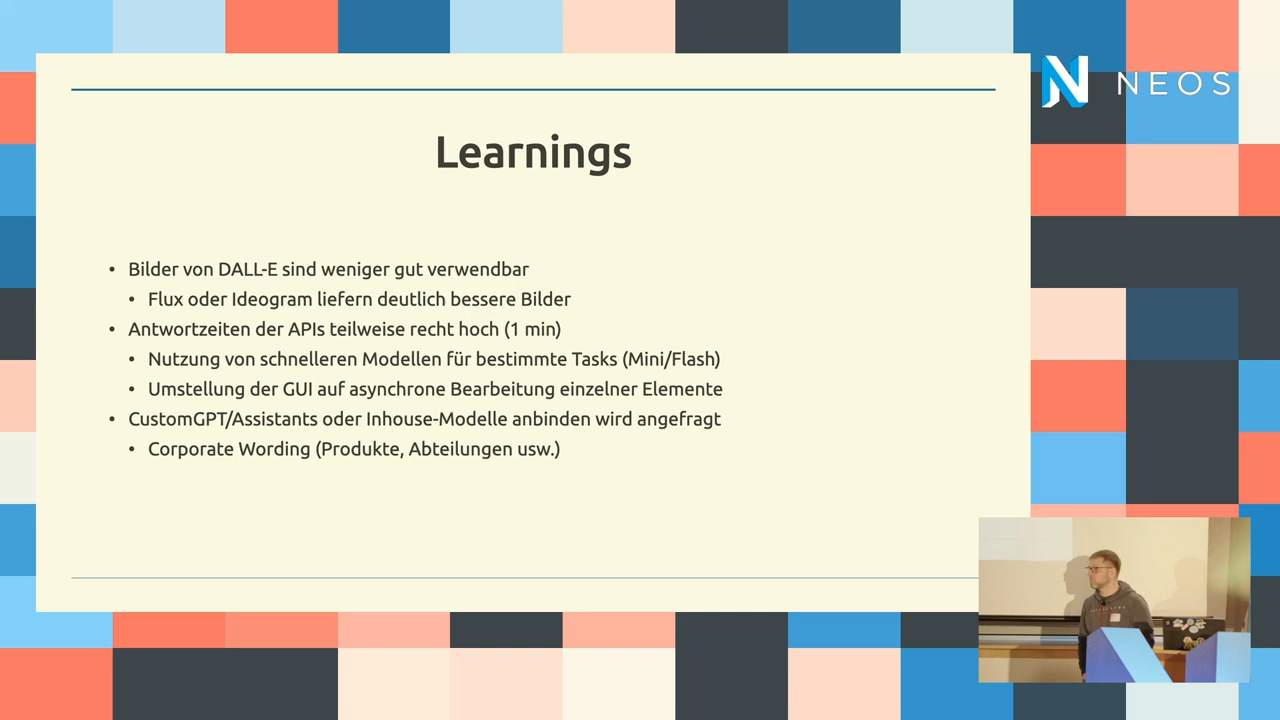 NEOS
Learnings
• Bilder von DALL-E sind weniger gut verwendbar
• Flux oder Ideogram liefern deutlich bessere Bilder
• Antwortzeiten der APIs teilweise recht hoch (1 min)
• Nutzung von schnelleren Modellen für bestimmte Tasks (Mini/Flash)
• Umstellung der GUI auf asynchrone Bearbeitung einzelner Elemente
• CustomGPT/Assistants oder Inhouse-Modelle anbinden wird angefragt
• Corporate Wording (Produkte, Abteilungen usw.)